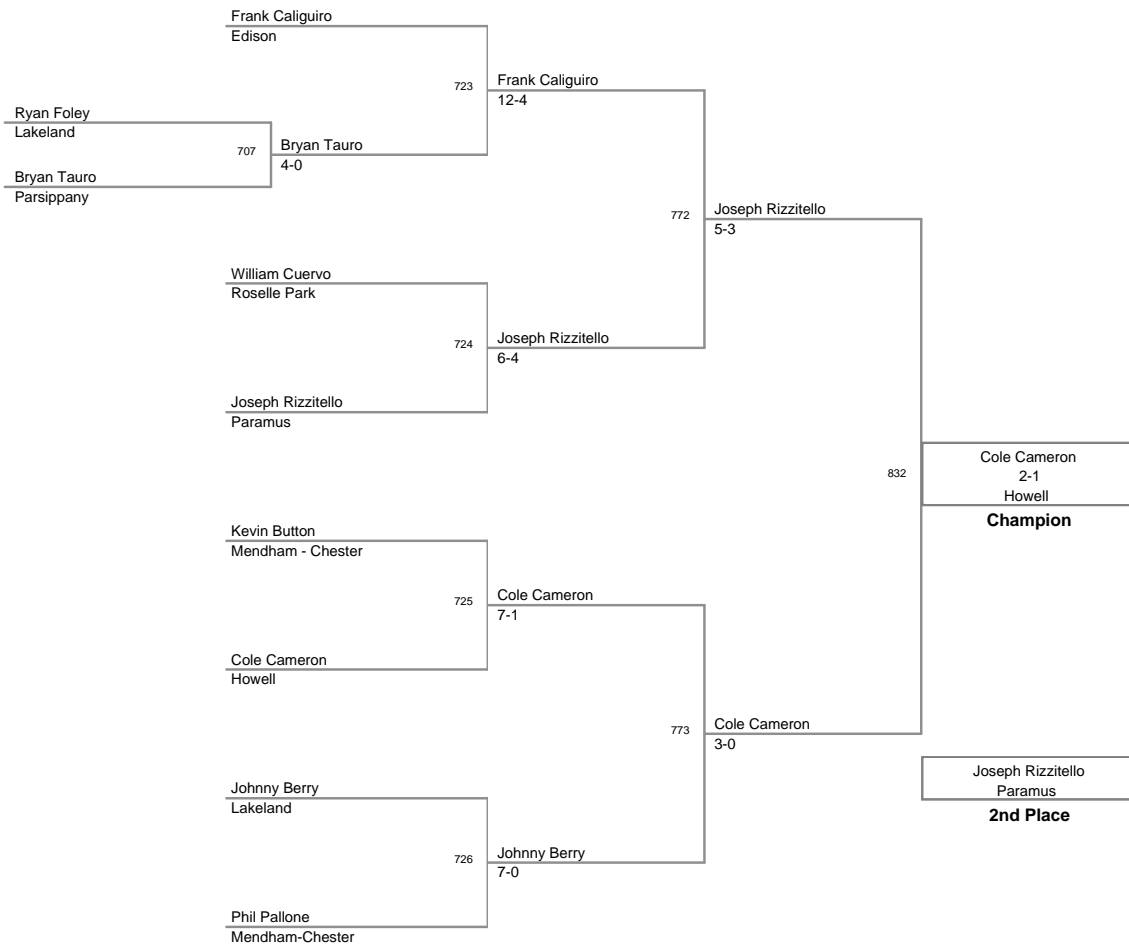 Frank Caliguiro
Edison
723
Frank Caliguiro
12-4
Ryan Foley
Lakeland
707
Bryan Tauro
4-0
Bryan Tauro
Parsippany
772
Joseph Rizzitello
5-3
William Cuervo
Roselle Park
724
Joseph Rizzitello
6-4
Joseph Rizzitello
Paramus
832
Cole Cameron
2-1
Howell
Champion
Kevin Button
Mendham - Chester
725
Cole Cameron
7-1
Cole Cameron
Howell
773
Cole Cameron
3-0
Joseph Rizzitello
Paramus
2nd Place
Johnny Berry
Lakeland
726
Johnny Berry
7-0
Phil Pallone
Mendham-Chester